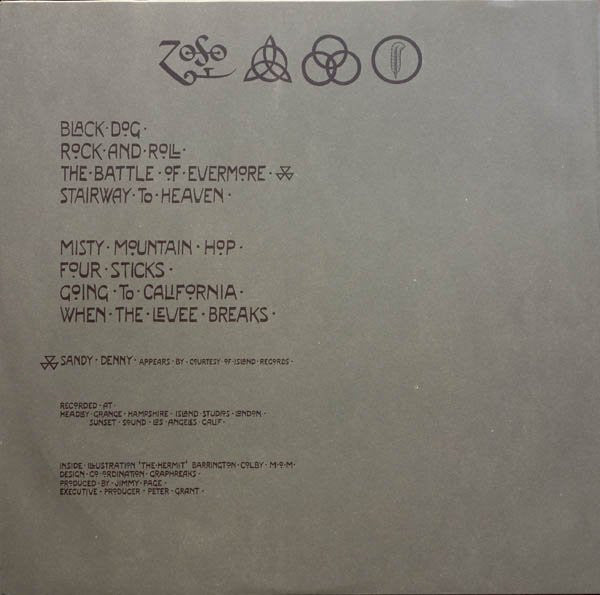 ZoSo
BLACK·DOG·
ROCK·AND·ROLL·
THE·BATTLE·OF·EVERMORE·
STAIRWAY·To·HEAVEN·
MISTY·MOUNTAIN·HOP·
FOUR·STICKS·
GOING·To·CALIFORNIA·
WHEN·THE·LEVEE·BREAKS·
SANDY·DENNY·APPEARS·BY·COURTESY·OF·ISLAND·RECORDS·
RECORDED·AT·
HEADLEY·GRANGE·HAMPSHIRE·ISLAND·STUDIOS·LONDON·
SUNSET·SOUND·LOS·ANGELES·CALIF·
INSIDE·ILLUSTRATION 'THE·HERMIT' BARRINGTON·COLBY·M·O·M·
DESIGN·CO·ORDINATION·GRAPHREAKS·
PRODUCED·BY·JIMMY·PAGE·
EXECUTIVE·PRODUCER·PETER·GRANT·